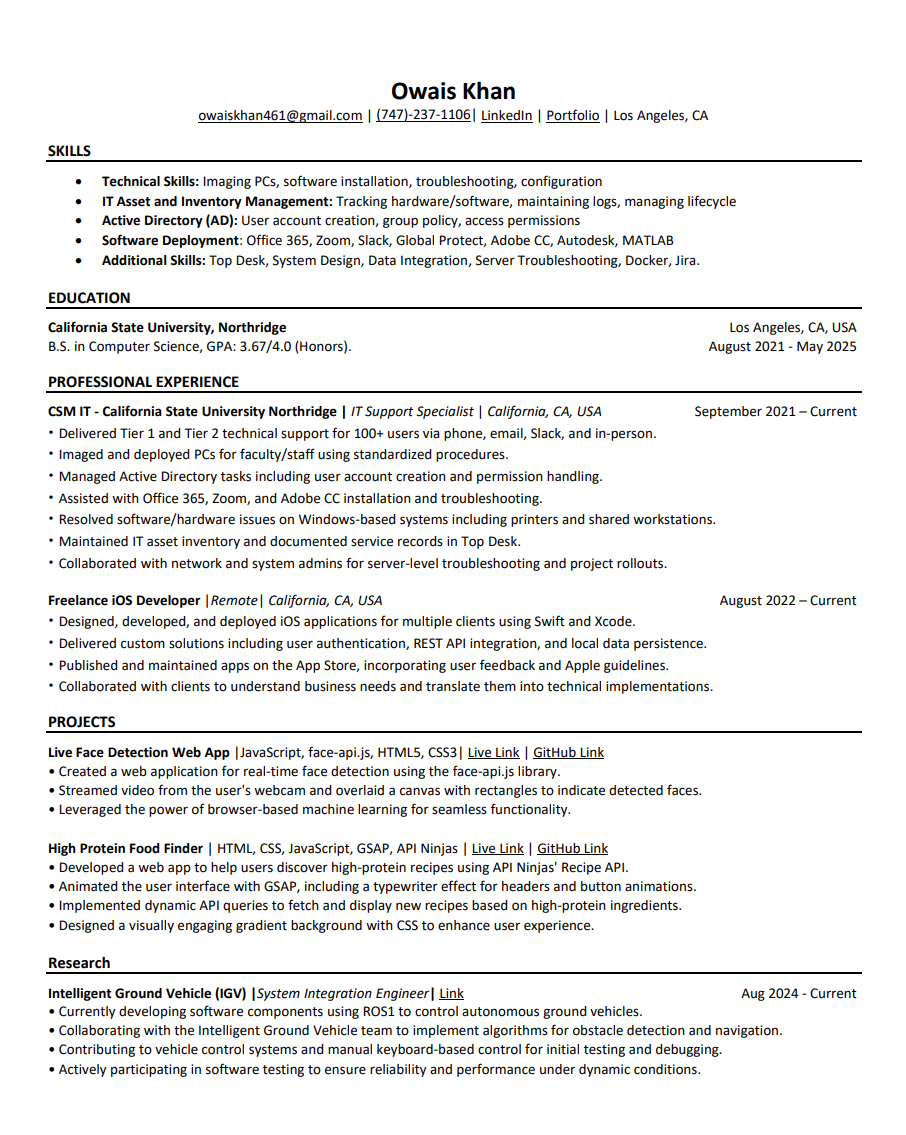 Owais Khan
owaiskhan461@gmail.com | (747)-237-1106| LinkedIn | Portfolio | Los Angeles, CA
SKILLS
• Technical Skills: Imaging PCs, software installation, troubleshooting, configuration
• IT Asset and Inventory Management: Tracking hardware/software, maintaining logs, managing lifecycle
• Active Directory (AD): User account creation, group policy, access permissions
• Software Deployment: Office 365, Zoom, Slack, Global Protect, Adobe CC, Autodesk, MATLAB
• Additional Skills: Top Desk, System Design, Data Integration, Server Troubleshooting, Docker, Jira.
EDUCATION
California State University, Northridge Los Angeles, CA, USA
B.S. in Computer Science, GPA: 3.67/4.0 (Honors). August 2021 - May 2025
PROFESSIONAL EXPERIENCE
CSM IT - California State University Northridge | IT Support Specialist | California, CA, USA September 2021 – Current
• Delivered Tier 1 and Tier 2 technical support for 100+ users via phone, email, Slack, and in-person.
• Imaged and deployed PCs for faculty/staff using standardized procedures.
• Managed Active Directory tasks including user account creation and permission handling.
• Assisted with Office 365, Zoom, and Adobe CC installation and troubleshooting.
• Resolved software/hardware issues on Windows-based systems including printers and shared workstations.
• Maintained IT asset inventory and documented service records in Top Desk.
• Collaborated with network and system admins for server-level troubleshooting and project rollouts.
Freelance iOS Developer |Remote| California, CA, USA August 2022 – Current
• Designed, developed, and deployed iOS applications for multiple clients using Swift and Xcode.
• Delivered custom solutions including user authentication, REST API integration, and local data persistence.
• Published and maintained apps on the App Store, incorporating user feedback and Apple guidelines.
• Collaborated with clients to understand business needs and translate them into technical implementations.
PROJECTS
Live Face Detection Web App |JavaScript, face-api.js, HTML5, CSS3| Live Link | GitHub Link
• Created a web application for real-time face detection using the face-api.js library.
• Streamed video from the user's webcam and overlaid a canvas with rectangles to indicate detected faces.
• Leveraged the power of browser-based machine learning for seamless functionality.
High Protein Food Finder | HTML, CSS, JavaScript, GSAP, API Ninjas | Live Link | GitHub Link
• Developed a web app to help users discover high-protein recipes using API Ninjas' Recipe API.
• Animated the user interface with GSAP, including a typewriter effect for headers and button animations.
• Implemented dynamic API queries to fetch and display new recipes based on high-protein ingredients.
• Designed a visually engaging gradient background with CSS to enhance user experience.
Research
Intelligent Ground Vehicle (IGV) |System Integration Engineer| Link Aug 2024 - Current
• Currently developing software components using ROS1 to control autonomous ground vehicles.
• Collaborating with the Intelligent Ground Vehicle team to implement algorithms for obstacle detection and navigation.
• Contributing to vehicle control systems and manual keyboard-based control for initial testing and debugging.
• Actively participating in software testing to ensure reliability and performance under dynamic conditions.